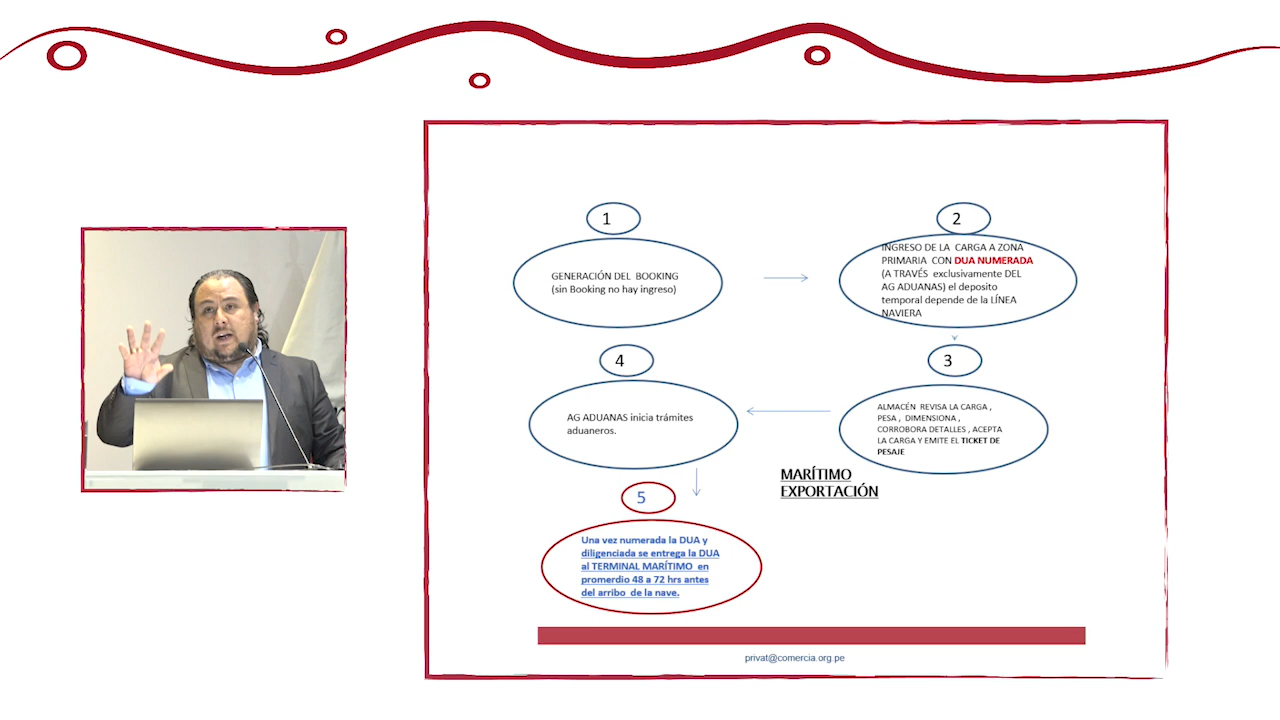 1
GENERACIÓN DEL BOOKING
(sin Booking no hay ingreso)
2
INGRESO DE LA CARGA A ZONA
PRIMARIA CON DUA NUMERADA
(A TRAVÉS exclusivamente DEL
AG ADUANAS) el deposito
temporal depende de la LÍNEA
NAVIERA
3
ALMACÉN REVISA LA CARGA ,
PESA , DIMENSIONA ,
CORROBORA DETALLES , ACEPTA
LA CARGA Y EMITE EL TICKET DE
PESAJE
4
AG ADUANAS inicia trámites
aduaneros.
MARÍTIMO
EXPORTACIÓN
5
Una vez numerada la DUA y
diligenciada se entrega la DUA
al TERMINAL MARÍTIMO en
promerdio 48 a 72 hrs antes
del arribo de la nave.
privat@comercia.org.pe